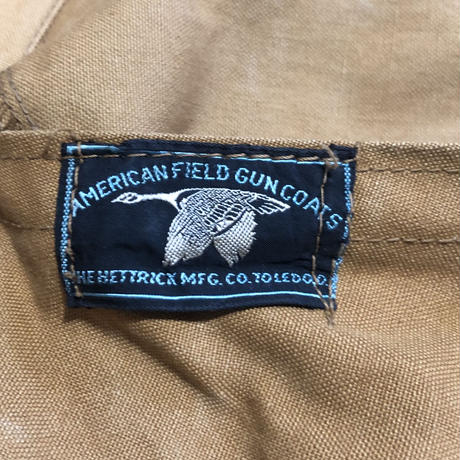 AMERICAN FIELD GUN COATS
THE HETTRICK MFG. CO. TOLEDO. O.